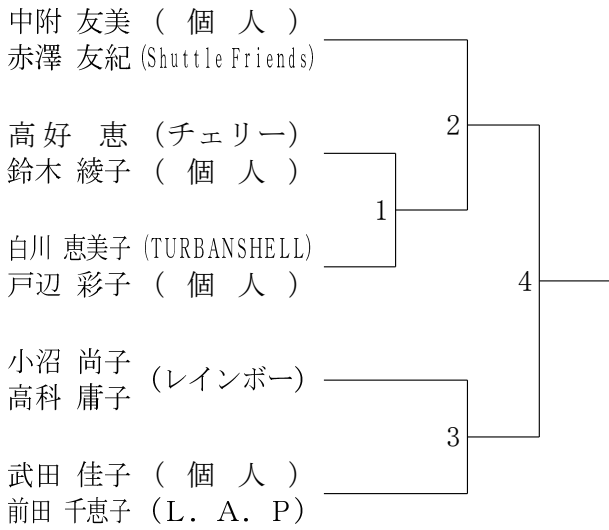 中附 友美 ( 個 人 )
赤澤 友紀 (Shuttle Friends)
2
高好 恵 (チェリー)
鈴木 綾子 ( 個 人 )
1
白川 恵美子 (TURBANSHELL)
戸辺 彩子 ( 個 人 )
4
小沼 尚子
高科 庸子
(レインボー)
3
武田 佳子 ( 個 人 )
前田 千恵子 (L. A. P)